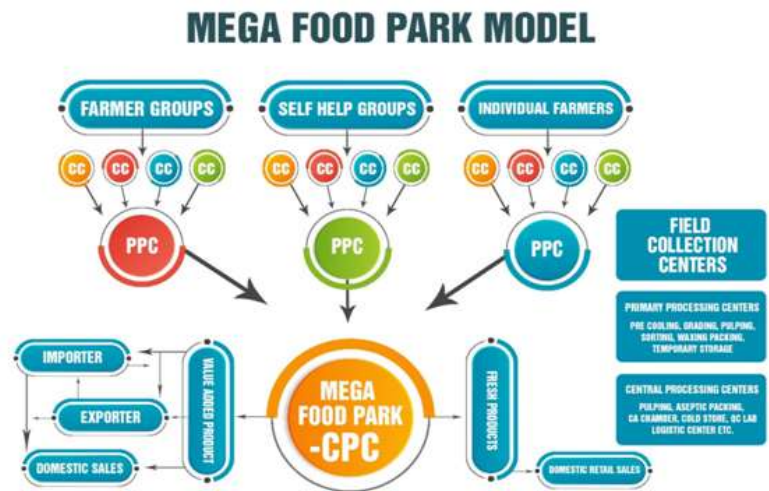 MEGA FOOD PARK MODEL
FARMER GROUPS
SELF HELP GROUPS
INDIVIDUAL FARMERS
CC CC CC CC
CC CC CC CC
CC CC CC CC
PPC
PPC
PPC
FIELD
COLLECTION
CENTERS
PRIMARY PROCESSING CENTERS
PRE COOLING, GRADING, PULPING,
SORTING, WAXING PACKING,
TEMPORARY STORAGE
CENTRAL PROCESSING CENTERS
PULPING, ASEPTIC PACKING,
CA CHAMBER, COLD STORE, QC LAB
LOGISTIC CENTER ETC.
IMPORTER
EXPORTER
DOMESTIC SALES
VALUE ADDED PRODUCT
MEGA
FOOD PARK
-CPC
FRESH PRODUCTS
DOMESTIC RETAIL SALES